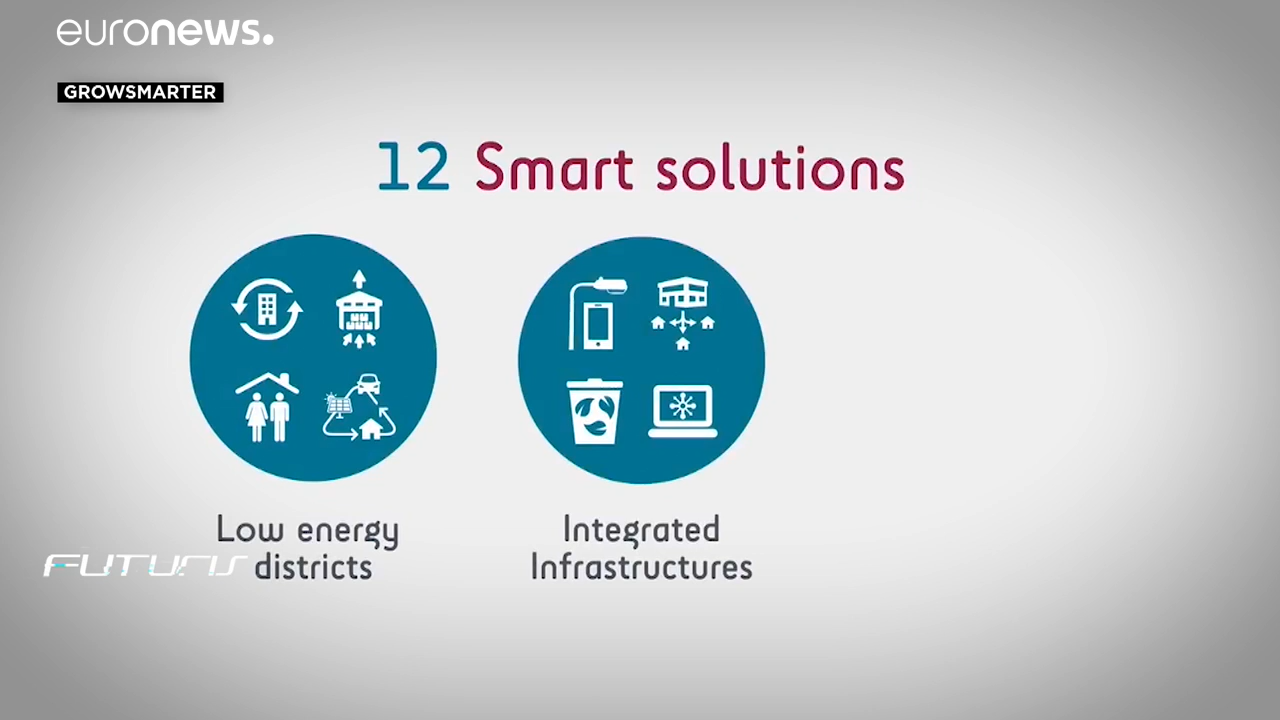 euronews.
GROWSMARTER
12 Smart solutions
Low energy
districts
Integrated
Infrastructures
FUTURIS